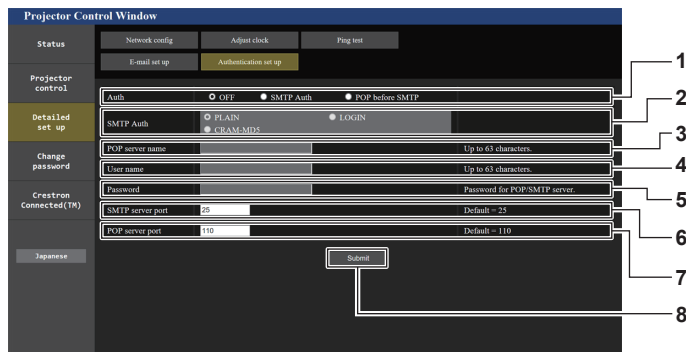 Projector Control Window
Status
Network config
Adjust clock
Ping test
E-mail set up
Authentication set up
Projector
control
Detailed
set up
Change
password
Crestron
Connected(TM)
Japanese
Auth OFF SMTP Auth POP before SMTP
SMTP Auth PLAIN LOGIN
CRAM-MD5
POP server name Up to 63 characters.
User name Up to 63 characters.
Password Password for POP/SMTP server.
SMTP server port 25 Default = 25
POP server port 110 Default = 110
Submit
1
2
3
4
5
6
7
8